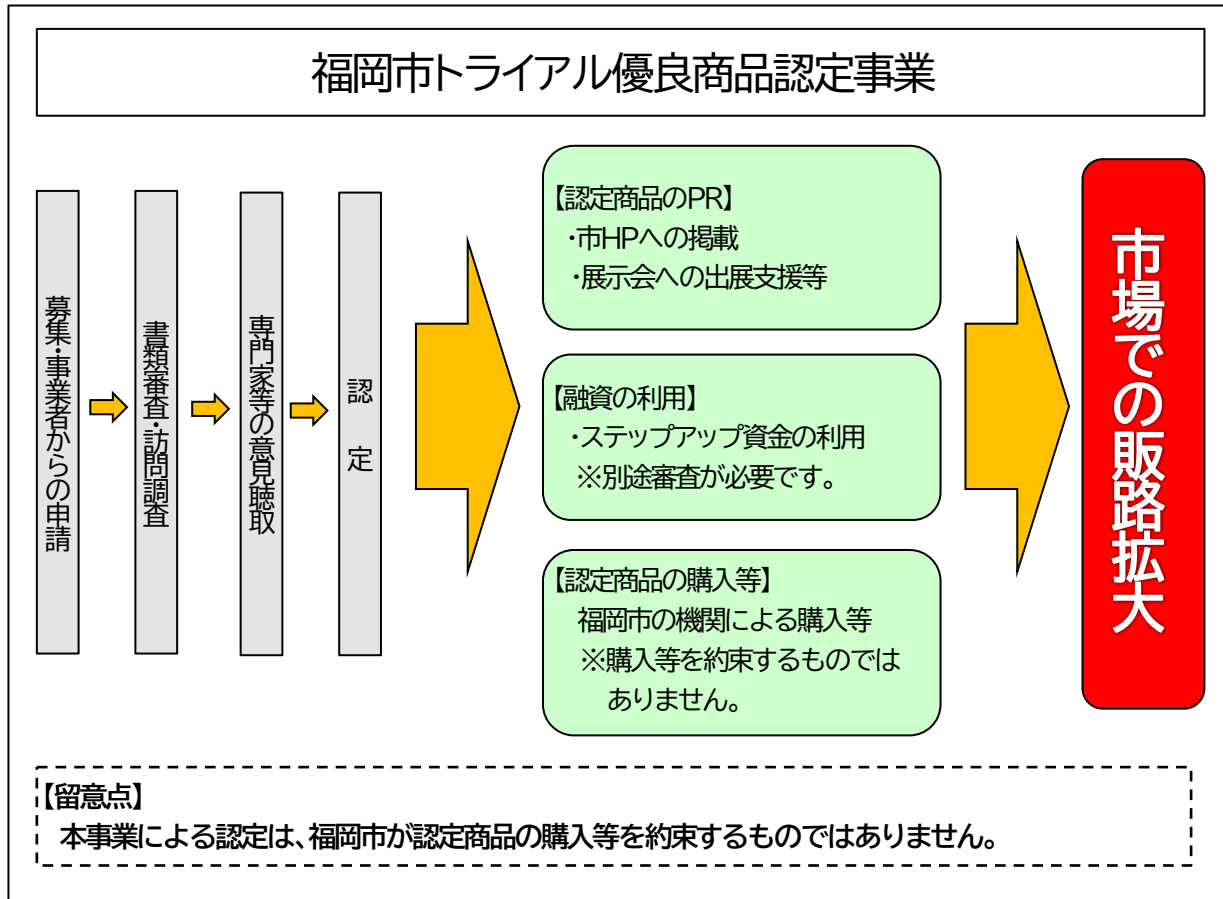 福岡市トライアル優良商品認定事業
募集・事業者からの申請
書類審査・訪問調査
専門家等の意見聴取
認定
【認定商品のPR】
・市HPへの掲載
・展示会への出展支援等
【融資の利用】
・ステップアップ資金の利用
※別途審査が必要です。
【認定商品の購入等】
福岡市の機関による購入等
※購入等を約束するものでは
ありません。
市場での販路拡大
【留意点】
本事業による認定は、福岡市が認定商品の購入等を約束するものではありません。